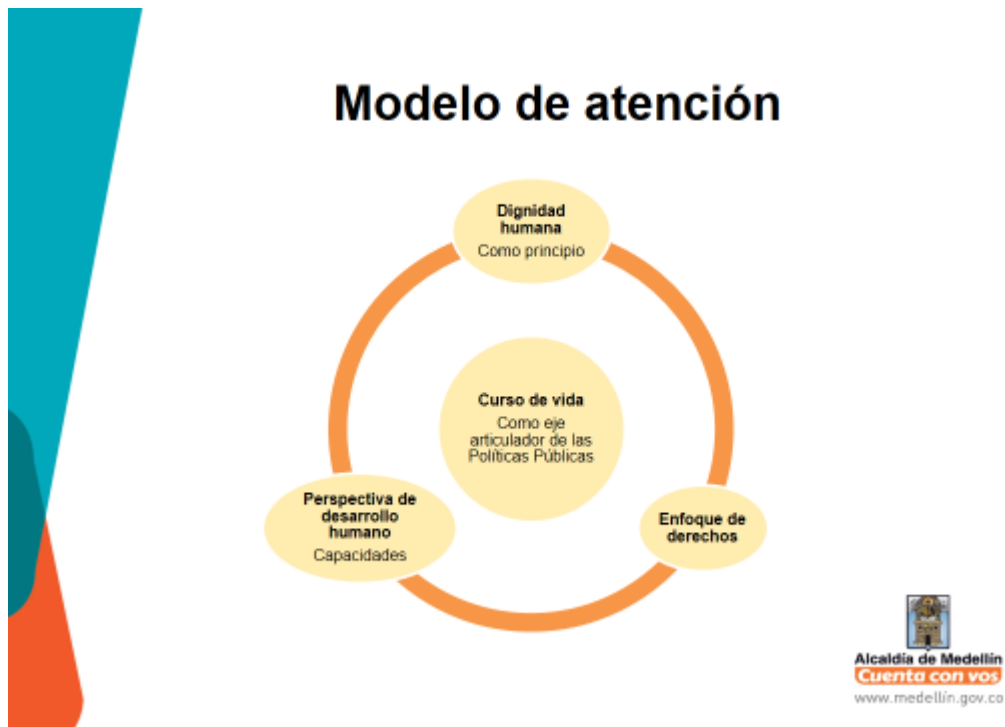 Modelo de atención
Dignidad
humana
Como principio
Curso de vida
Como eje
articulador de las
Políticas Públicas
Perspectiva de
desarrollo
humano
Capacidades
Enfoque de
derechos
Alcaldía de Medellín
Cuenta con vos
www.medellín.gov.co